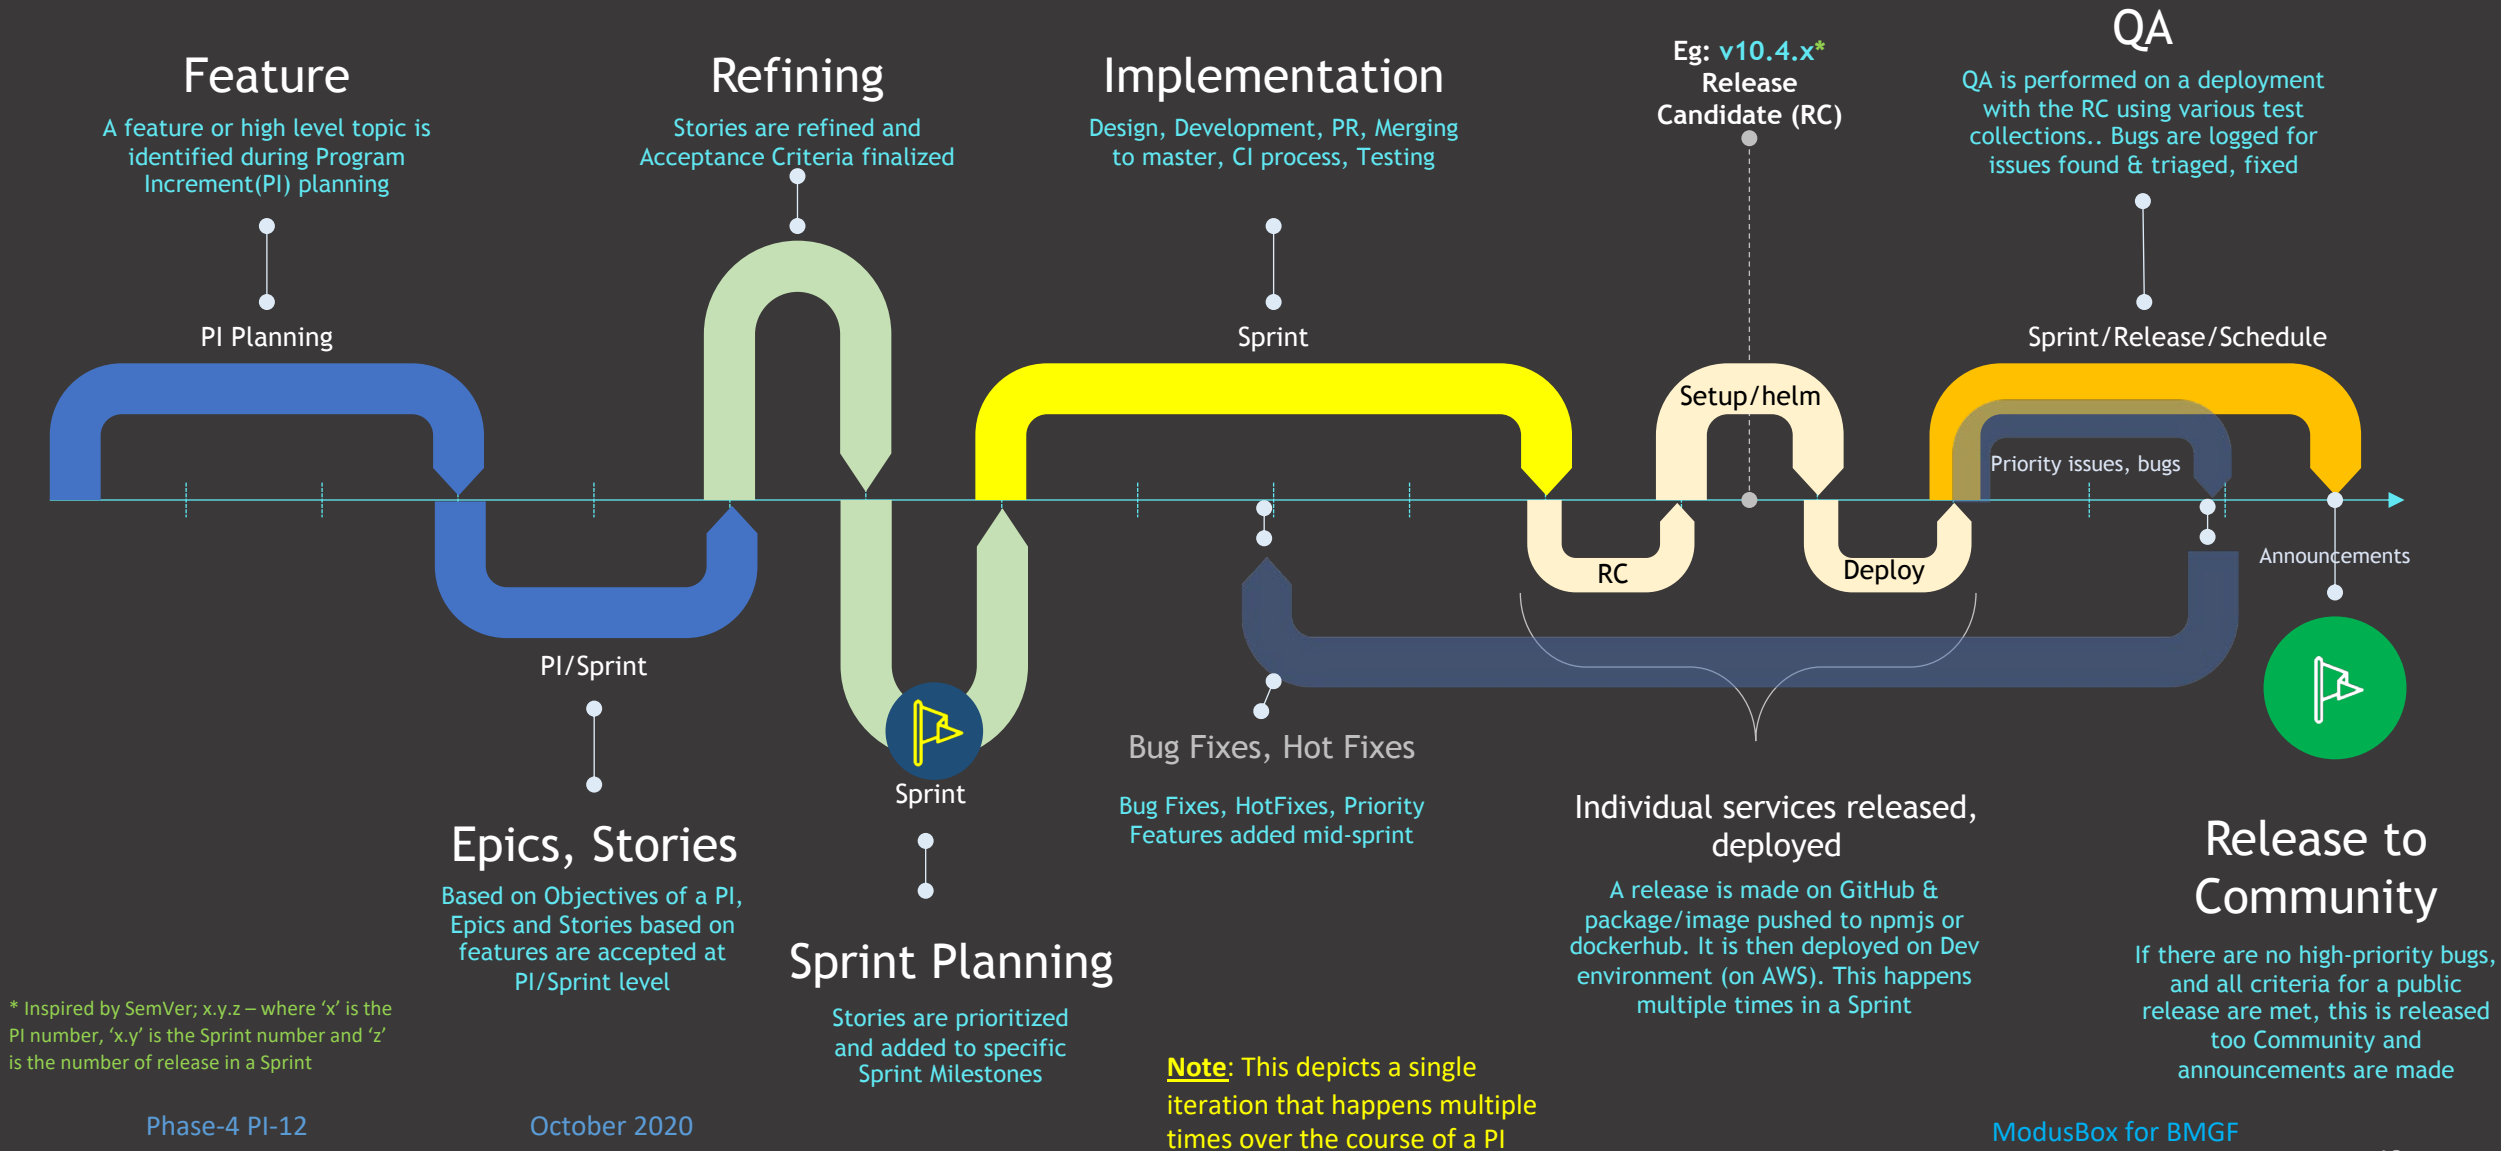 Feature
A feature or high level topic is
identified during Program
Increment(PI) planning
PI Planning
Refining
Stories are refined and
Acceptance Criteria finalized
Implementation
Design, Development, PR, Merging
to master, CI process, Testing
Sprint
Eg: v10.4.x*
Release
Candidate (RC)
QA
QA is performed on a deployment
with the RC using various test
collections.. Bugs are logged for
issues found & triaged, fixed
Sprint/Release/Schedule
Setup/helm
Priority issues, bugs
RC
Deploy
Announcements
PI/Sprint
Epics, Stories
Based on Objectives of a PI,
Epics and Stories based on
features are accepted at
PI/Sprint level
Sprint
Sprint Planning
Stories are prioritized
and added to specific
Sprint Milestones
Bug Fixes, Hot Fixes
Bug Fixes, HotFixes, Priority
Features added mid-sprint
Individual services released,
deployed
A release is made on GitHub &
package/image pushed to npmjs or
dockerhub. It is then deployed on Dev
environment (on AWS). This happens
multiple times in a Sprint
Release to
Community
If there are no high-priority bugs,
and all criteria for a public
release are met, this is released
too Community and
announcements are made
* Inspired by SemVer; x.y.z – where ‘x’ is the
PI number, ‘x.y’ is the Sprint number and ‘z’
is the number of release in a Sprint
Note: This depicts a single
iteration that happens multiple
times over the course of a PI
Phase-4 PI-12
October 2020
ModusBox for BMGF